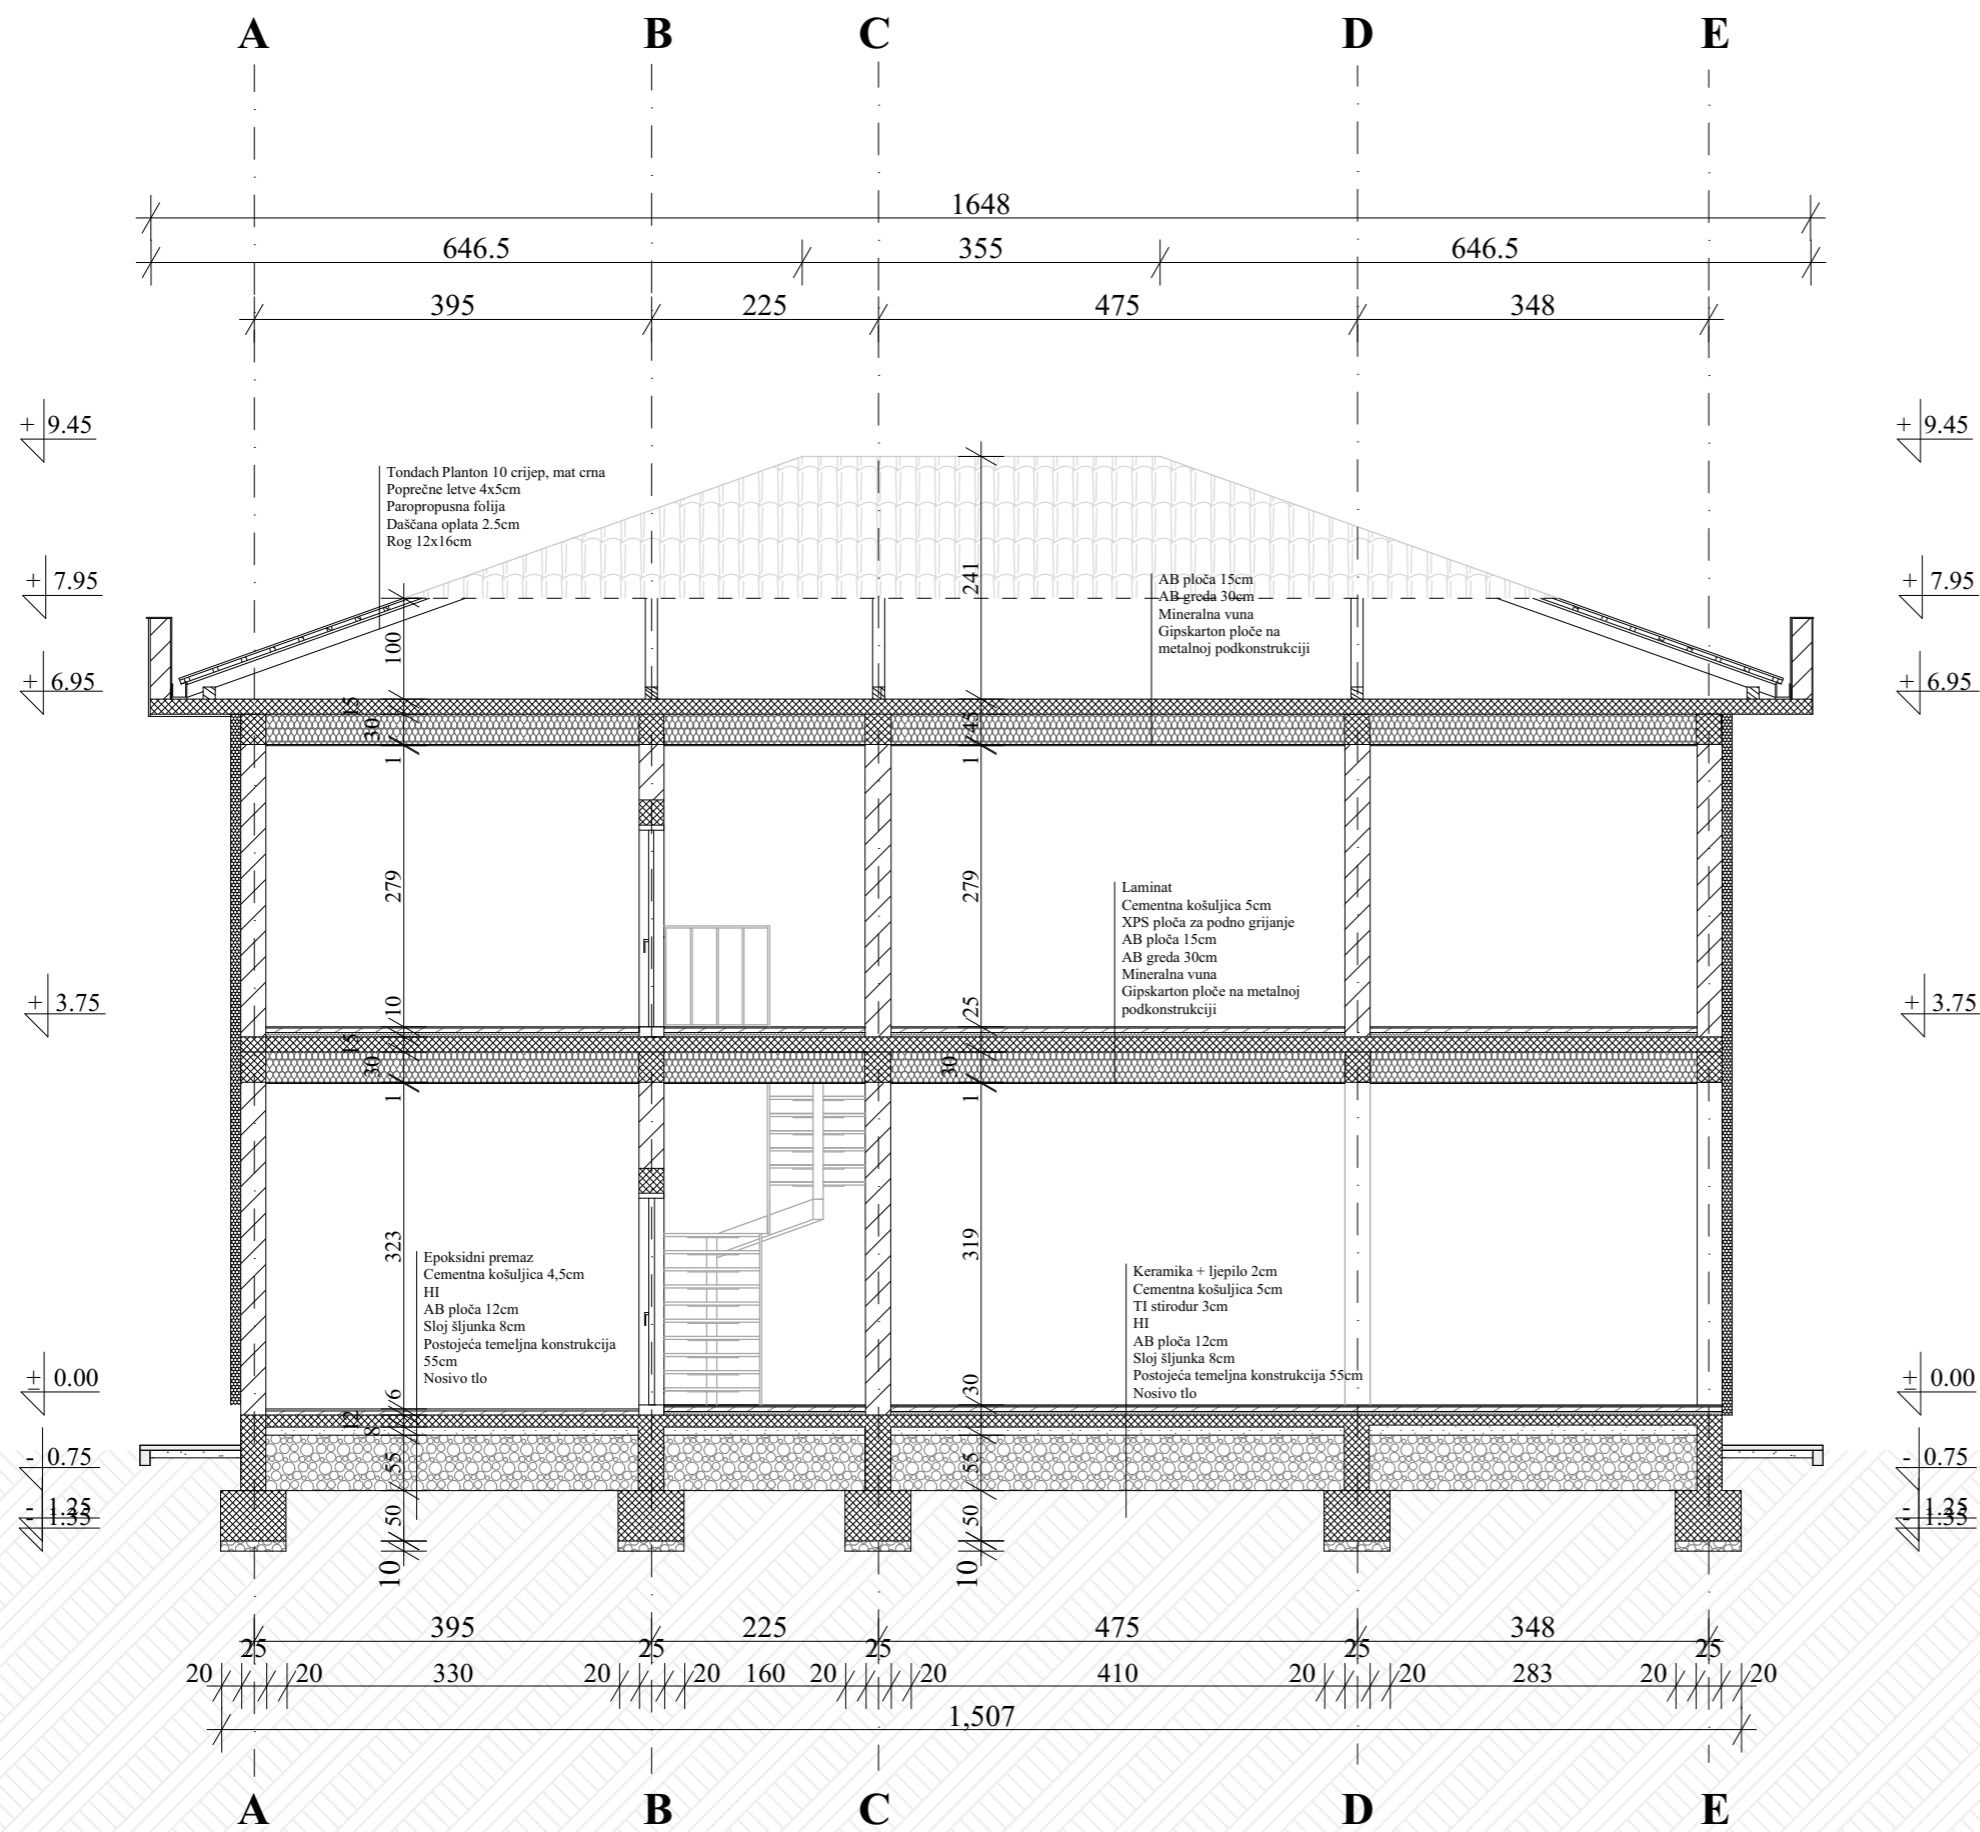 A B C D E
1648
646.5 355 646.5
395 225 475 348
+ 9.45 + 9.45
Tondach Planton 10 crijep, mat crna
Poprečne letve 4x5cm
Paropropusna folija
Daščana oplata 2.5cm
Rog 12x16cm
241
+ 7.95 + 7.95
AB ploča 15cm
AB greda 30cm
Mineralna vuna
Gipskarton ploče na
metalnoj podkonstrukciji
100
+ 6.95 + 6.95
15
30 45
1 1
279 279
Laminat
Cementna košuljica 5cm
XPS ploča za podno grijanje
AB ploča 15cm
AB greda 30cm
Mineralna vuna
Gipskarton ploče na metalnoj
podkonstrukciji
+ 3.75 + 3.75
10 25
15
30 30
1 1
323 319
Epoksidni premaz
Cementna košuljica 4,5cm
HI
AB ploča 12cm
Sloj šljunka 8cm
Postojeća temeljna konstrukcija
55cm
Nosivo tlo
Keramika + ljepilo 2cm
Cementna košuljica 5cm
TI stirodur 3cm
HI
AB ploča 12cm
Sloj šljunka 8cm
Postojeća temeljna konstrukcija 55cm
Nosivo tlo
± 0.00 ± 0.00
6 30
12
8
55 55
- 0.75 - 0.75
- 1.25 - 1.25
- 1.35 - 1.35
50 50
10 10
395 225 475 348
25 25 25 25 25
20 20 330 20 20 160 20 20 410 20 20 283 20 20
1,507
A B C D E